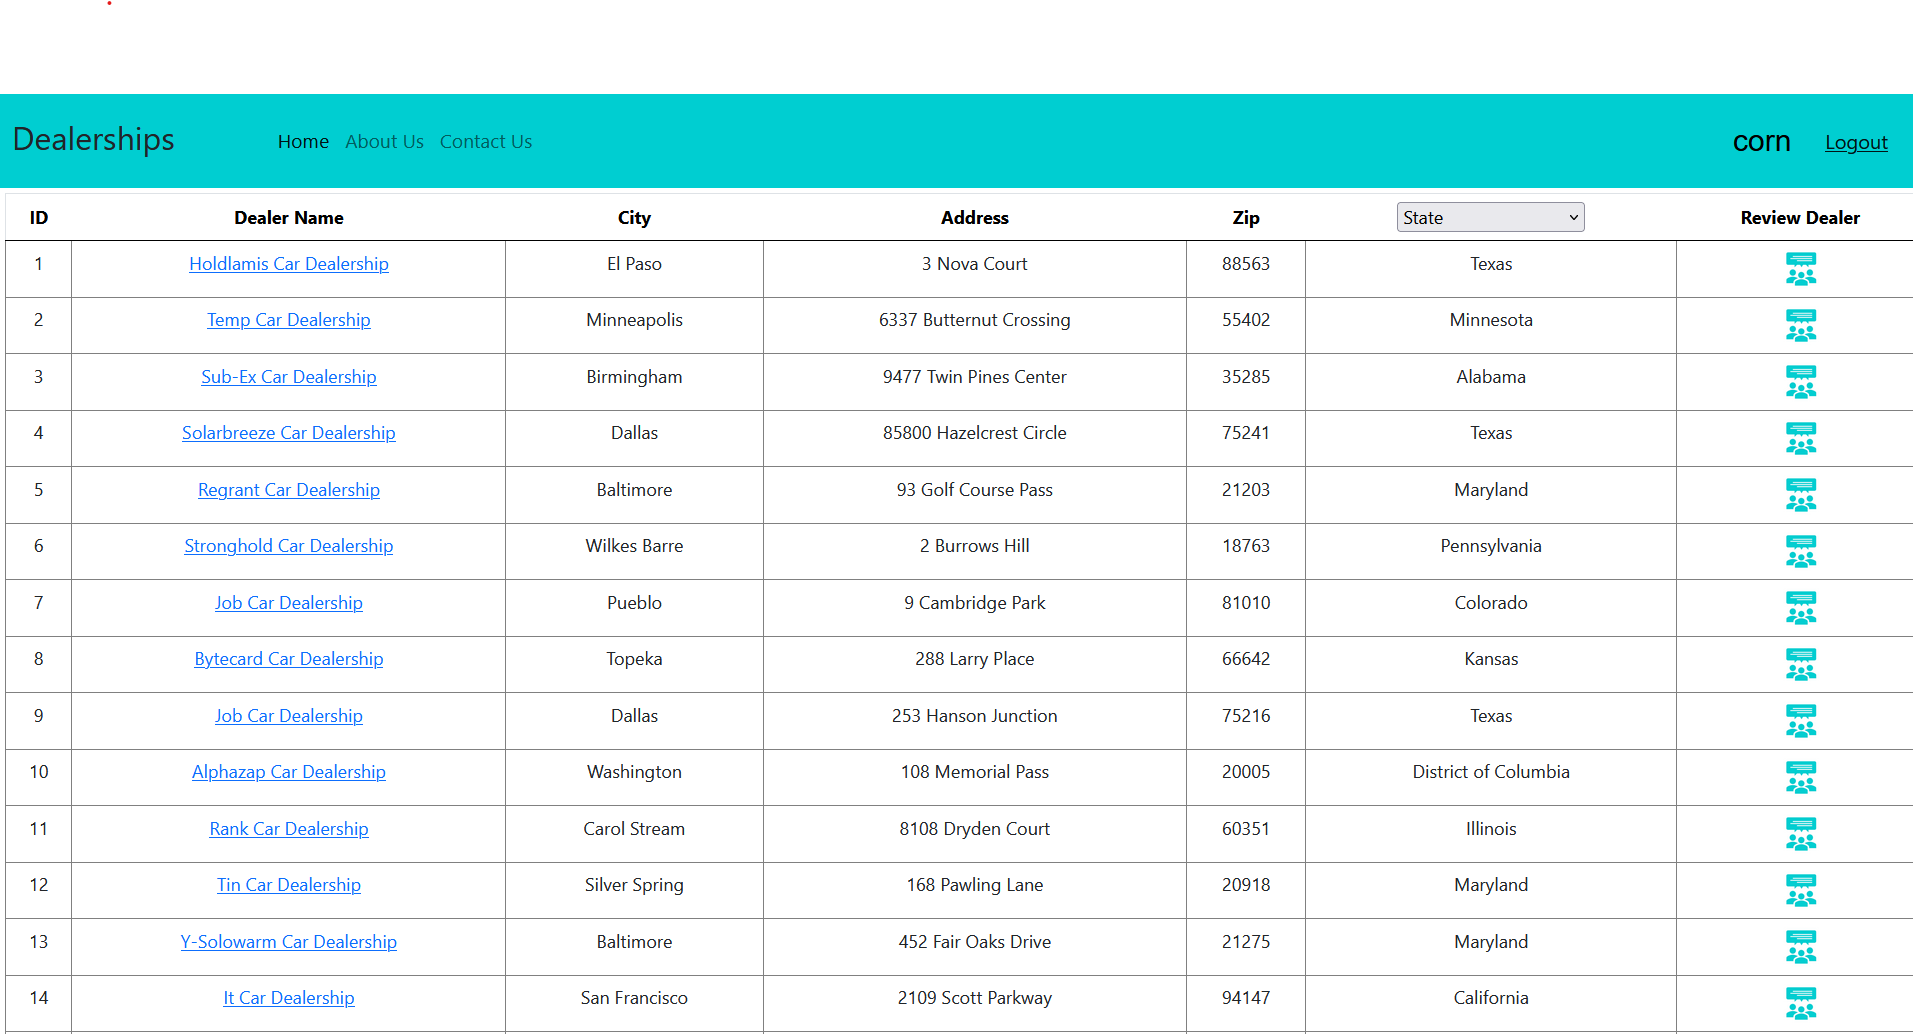 Dealerships Home About Us Contact Us corn Logout
ID Dealer Name City Address Zip State Review Dealer
1 Holdlamis Car Dealership El Paso 3 Nova Court 88563 Texas
2 Temp Car Dealership Minneapolis 6337 Butternut Crossing 55402 Minnesota
3 Sub-Ex Car Dealership Birmingham 9477 Twin Pines Center 35285 Alabama
4 Solarbreeze Car Dealership Dallas 85800 Hazelcrest Circle 75241 Texas
5 Regrant Car Dealership Baltimore 93 Golf Course Pass 21203 Maryland
6 Stronghold Car Dealership Wilkes Barre 2 Burrows Hill 18763 Pennsylvania
7 Job Car Dealership Pueblo 9 Cambridge Park 81010 Colorado
8 Bytecard Car Dealership Topeka 288 Larry Place 66642 Kansas
9 Job Car Dealership Dallas 253 Hanson Junction 75216 Texas
10 Alphazap Car Dealership Washington 108 Memorial Pass 20005 District of Columbia
11 Rank Car Dealership Carol Stream 8108 Dryden Court 60351 Illinois
12 Tin Car Dealership Silver Spring 168 Pawling Lane 20918 Maryland
13 Y-Solowarm Car Dealership Baltimore 452 Fair Oaks Drive 21275 Maryland
14 It Car Dealership San Francisco 2109 Scott Parkway 94147 California